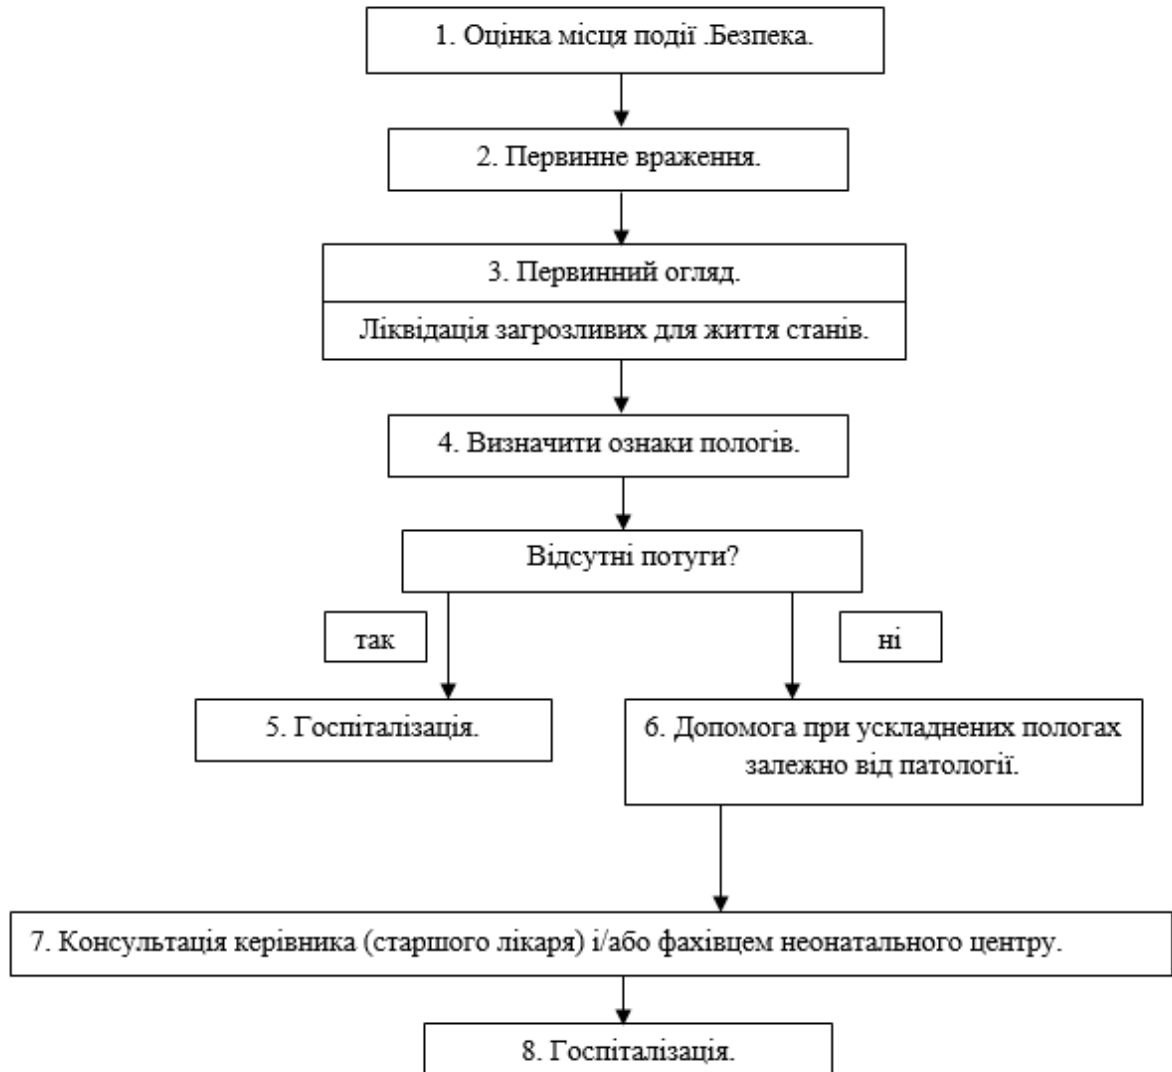 1. Оцінка місця події .Безпека.
2. Первинне враження.
3. Первинний огляд.
Ліквідація загрозливих для життя станів.
4. Визначити ознаки пологів.
Відсутні потуги?
так
ні
5. Госпіталізація.
6. Допомога при ускладнених пологах
залежно від патології.
7. Консультація керівника (старшого лікаря) і/або фахівцем неонатального центру.
8. Госпіталізація.